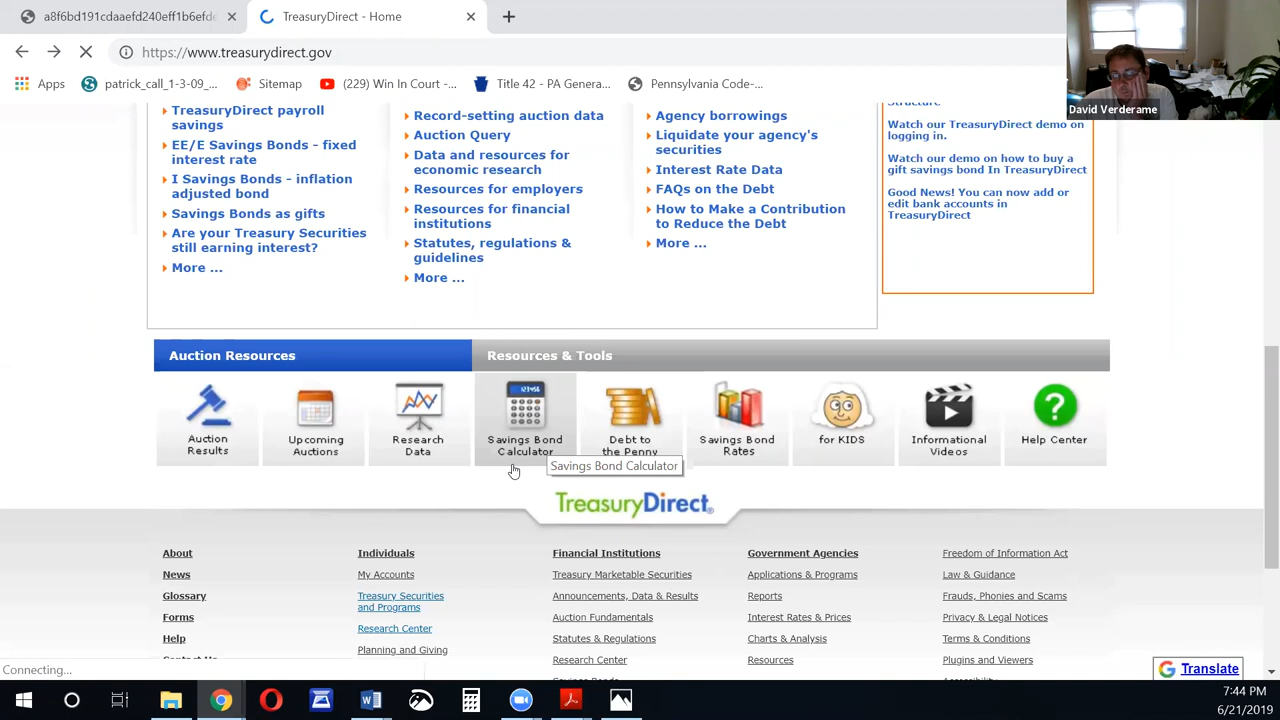 a8f6bd191cdaaefd240eff1b6efde
TreasuryDirect - Home
https://www.treasurydirect.gov
Apps
patrick_call_1-3-09_...
Sitemap
(229) Win In Court -...
Title 42 - PA Genera...
Pennsylvania Code-...
David Verderame
TreasuryDirect payroll
savings
EE/E Savings Bonds - fixed
interest rate
I Savings Bonds - inflation
adjusted bond
Savings Bonds as gifts
Are your Treasury Securities
still earning interest?
More ...
Record-setting auction data
Auction Query
Data and resources for
economic research
Resources for employers
Resources for financial
institutions
Statutes, regulations &
guidelines
More ...
Agency borrowings
Liquidate your agency's
securities
Interest Rate Data
FAQs on the Debt
How to Make a Contribution
to Reduce the Debt
More ...
Structure
Watch our TreasuryDirect demo on
logging in.
Watch our demo on how to buy a
gift savings bond In TreasuryDirect
Good News! You can now add or
edit bank accounts in
TreasuryDirect
Auction Resources
Resources & Tools
123456
Auction
Results
Upcoming
Auctions
Research
Data
Savings Bond
Calculator
Debt to
the Penny
Savings Bond
Rates
for KIDS
Informational
Videos
?
Help Center
Savings Bond Calculator
TreasuryDirect®
About
News
Glossary
Forms
Help
Contact Us
Individuals
My Accounts
Treasury Securities
and Programs
Research Center
Planning and Giving
Financial Institutions
Treasury Marketable Securities
Announcements, Data & Results
Auction Fundamentals
Statutes & Regulations
Research Center
Savings Bonds
Government Agencies
Applications & Programs
Reports
Interest Rates & Prices
Charts & Analysis
Resources
Freedom of Information Act
Law & Guidance
Frauds, Phonies and Scams
Privacy & Legal Notices
Terms & Conditions
Plugins and Viewers
Accessibility
Connecting...
G Translate
7:44 PM
6/21/2019